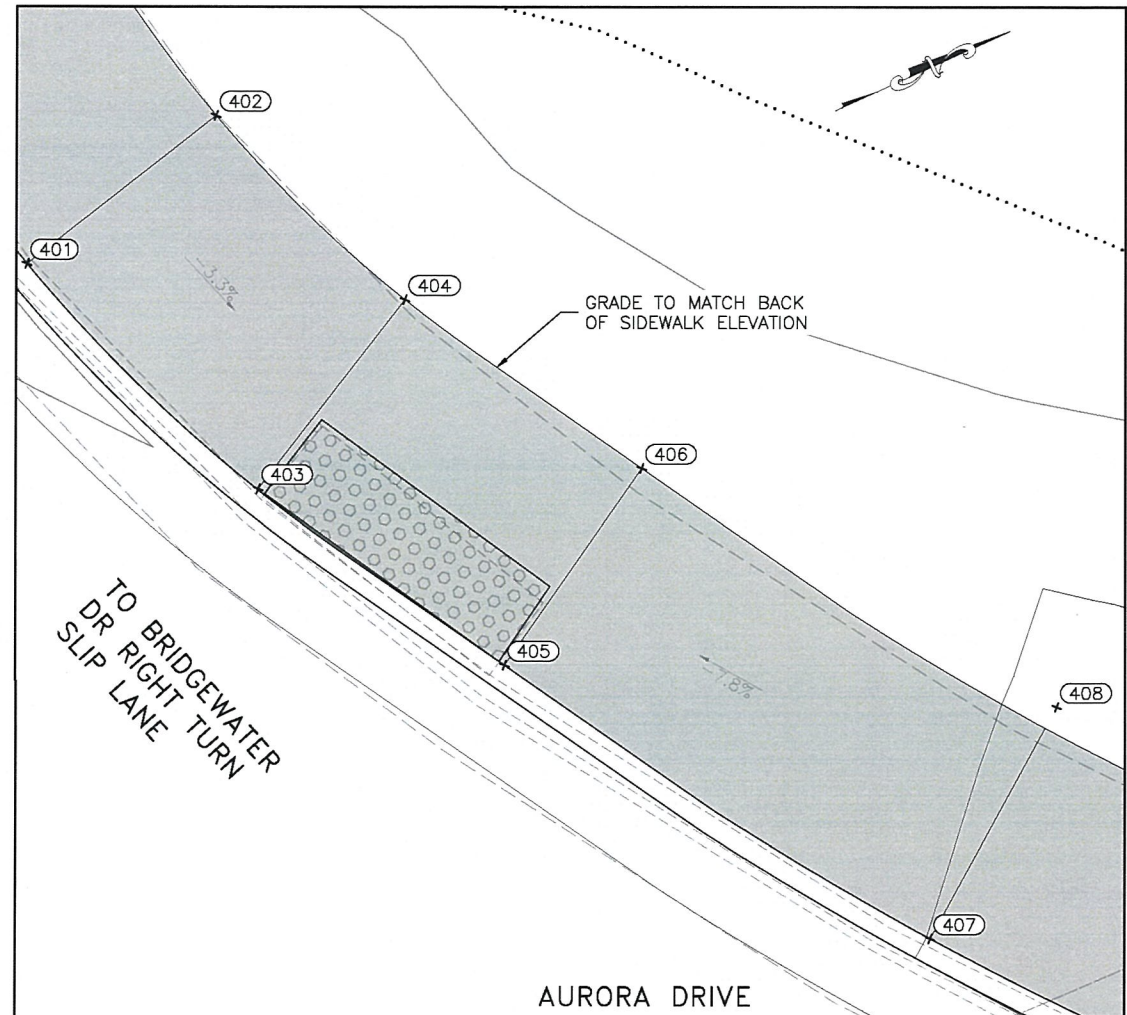 402
401
-3.3%
404
GRADE TO MATCH BACK
OF SIDEWALK ELEVATION
406
403
405
TO BRIDGEWATER
DR RIGHT TURN
SLIP LANE
-7.8%
408
407
AURORA DRIVE